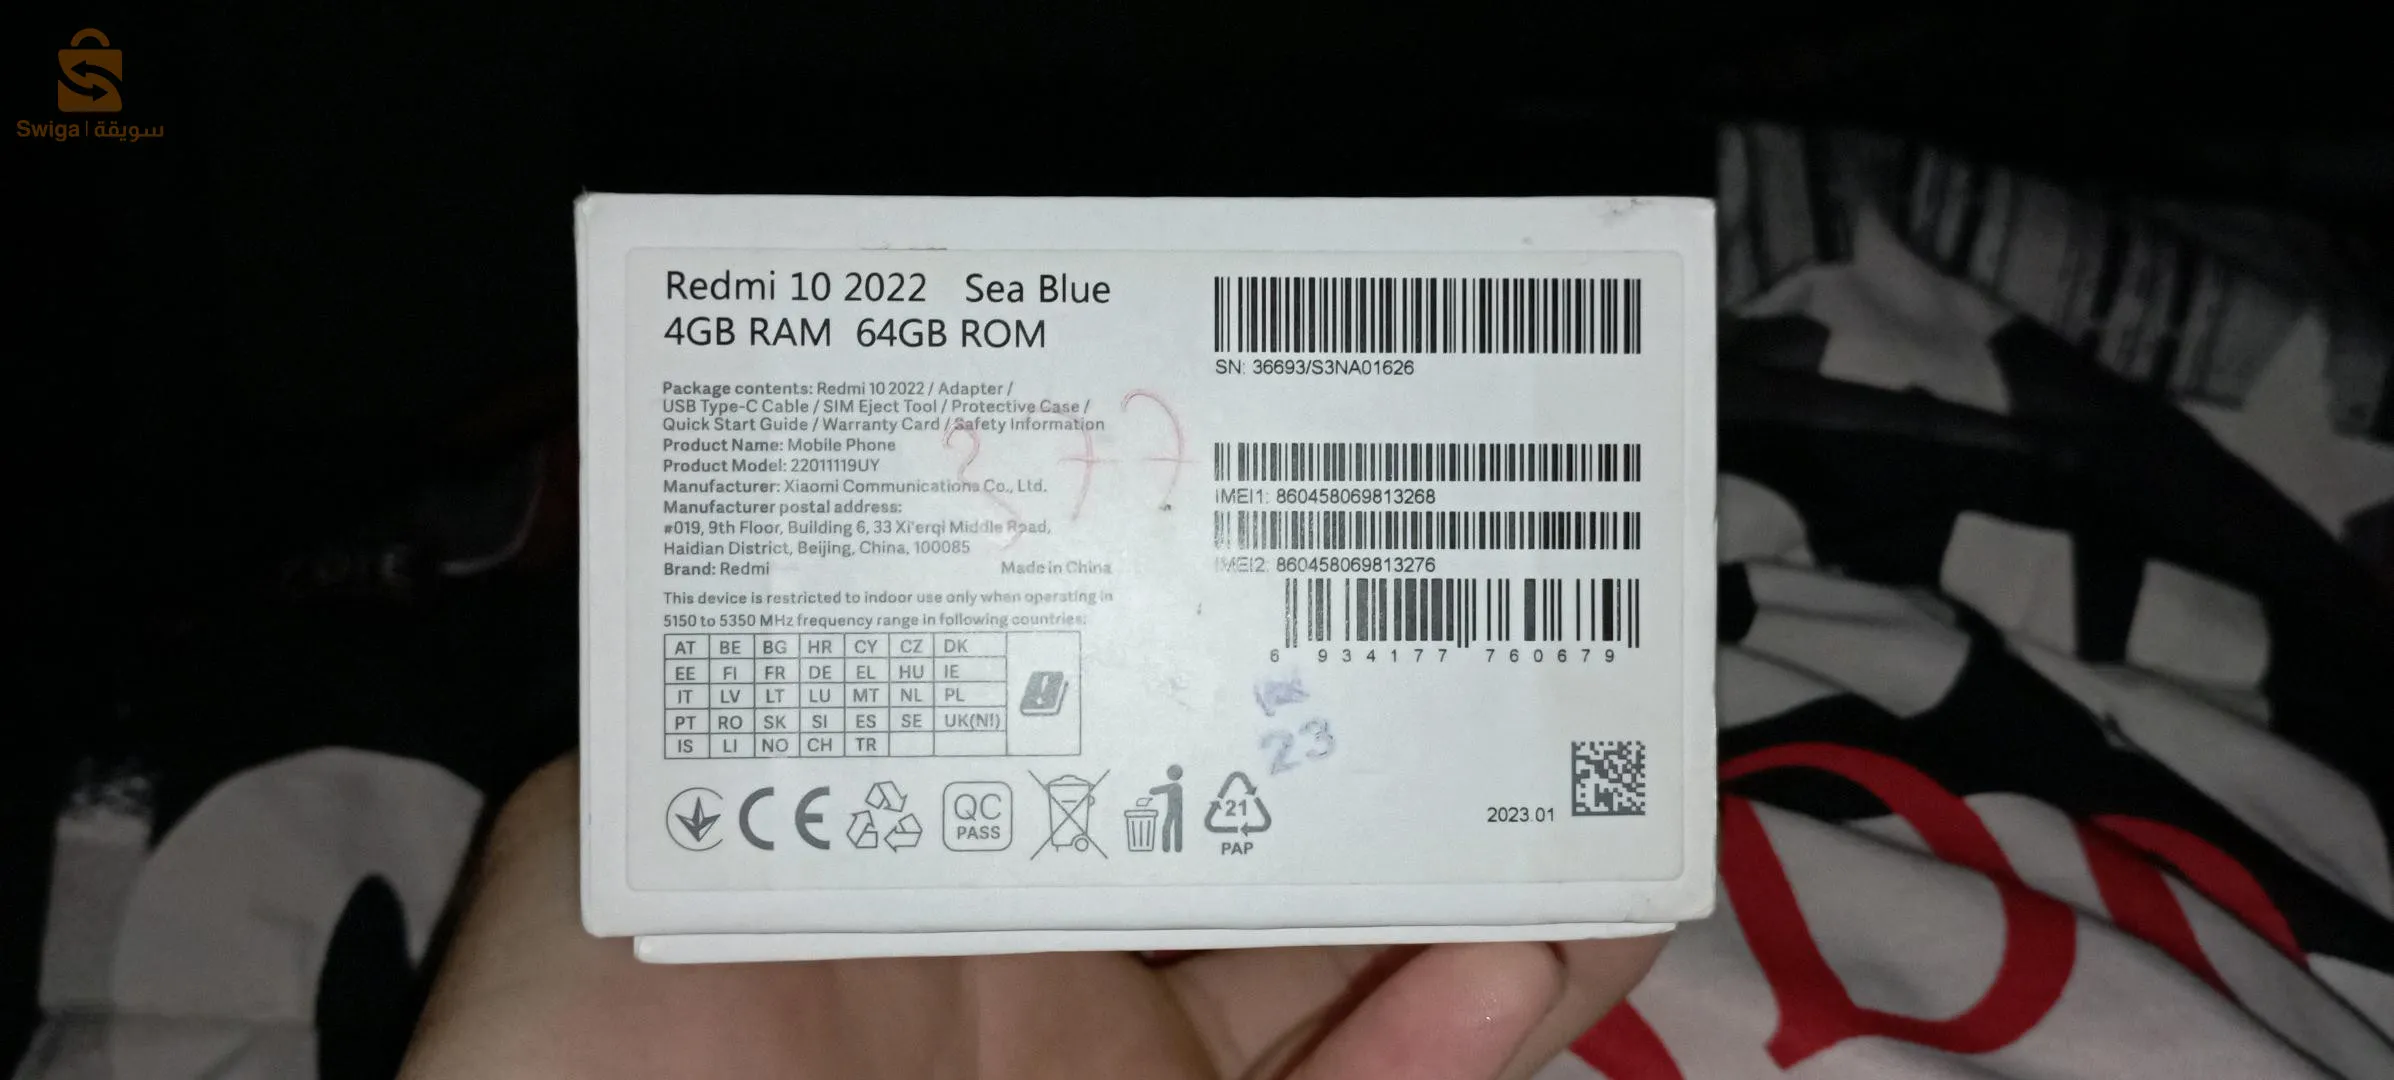 Swiga | سويقة
Redmi 10 2022 Sea Blue
4GB RAM 64GB ROM
Package contents: Redmi 10 2022 / Adapter /
USB Type-C Cable / SIM Eject Tool / Protective Case /
Quick Start Guide / Warranty Card / Safety Information
Product Name: Mobile Phone
Product Model: 22011119UY
Manufacturer: Xiaomi Communications Co., Ltd.
Manufacturer postal address:
#019, 9th Floor, Building 6, 33 Xi'erqi Middle Road,
Haidian District, Beijing, China, 100085
Brand: Redmi Made in China
This device is restricted to indoor use only when operating in
5150 to 5350 MHz frequency range in following countries:
AT BE BG HR CY CZ DK
EE FI FR DE EL HU IE
IT LV LT LU MT NL PL
PT RO SK SI ES SE UK(NI)
IS LI NO CH TR
CE
QC
PASS
21
PAP
SN: 36693/S3NA01626
IMEI1: 860458069813268
IMEI2: 860458069813276
6 934177 760679
23
2023.01